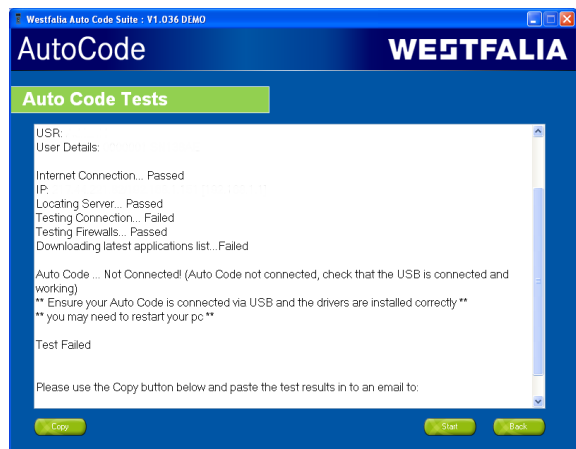 Westfalia Auto Code Suite : V1.036 DEMO
AutoCode
WESTFALIA
Auto Code Tests
USR:
User Details:
Internet Connection... Passed
IP:
Locating Server... Passed
Testing Connection... Failed
Testing Firewalls... Passed
Downloading latest applications list...Failed
Auto Code ... Not Connected! (Auto Code not connected, check that the USB is connected and
working)
** Ensure your Auto Code is connected via USB and the drivers are installed correctly **
** you may need to restart your pc **
Test Failed
Please use the Copy button below and paste the test results in to an email to:
Copy
Start
Back